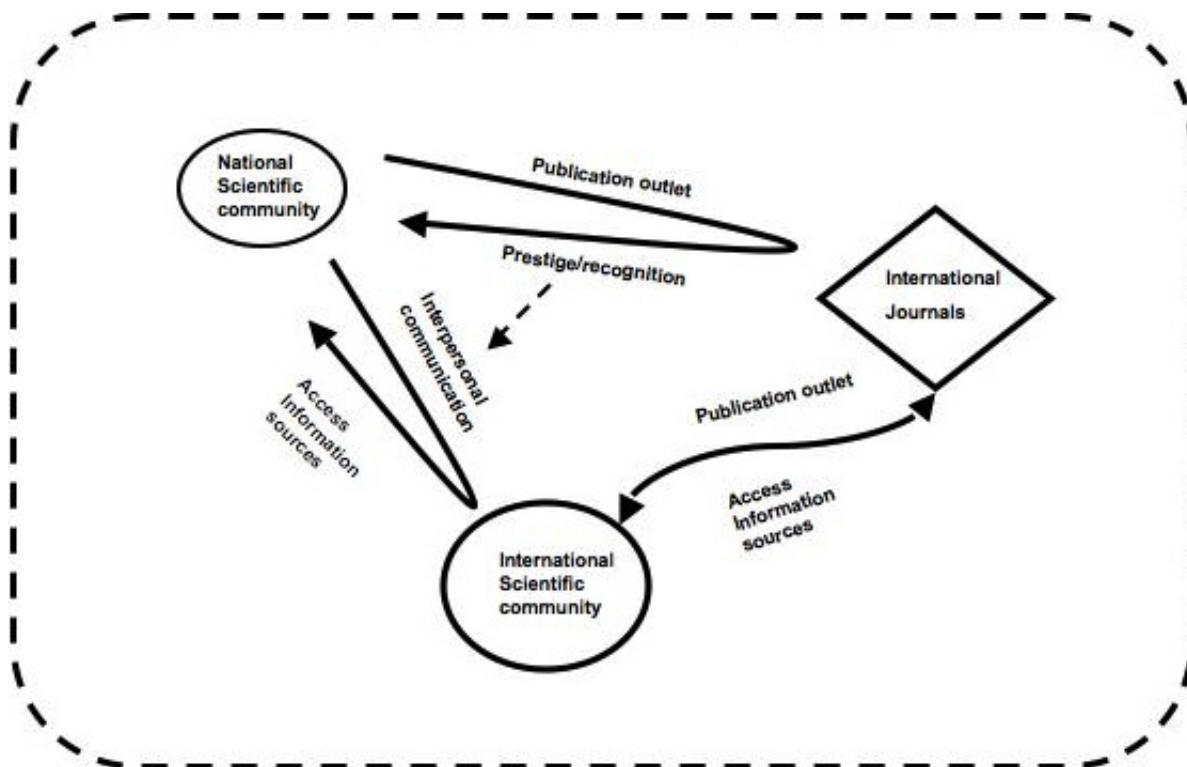 National
Scientific
community
Publication outlet
Prestige/recognition
International
Journals
Interpersonal
communication
Access
Information
sources
Publication outlet
Access
Information
sources
International
Scientific
community